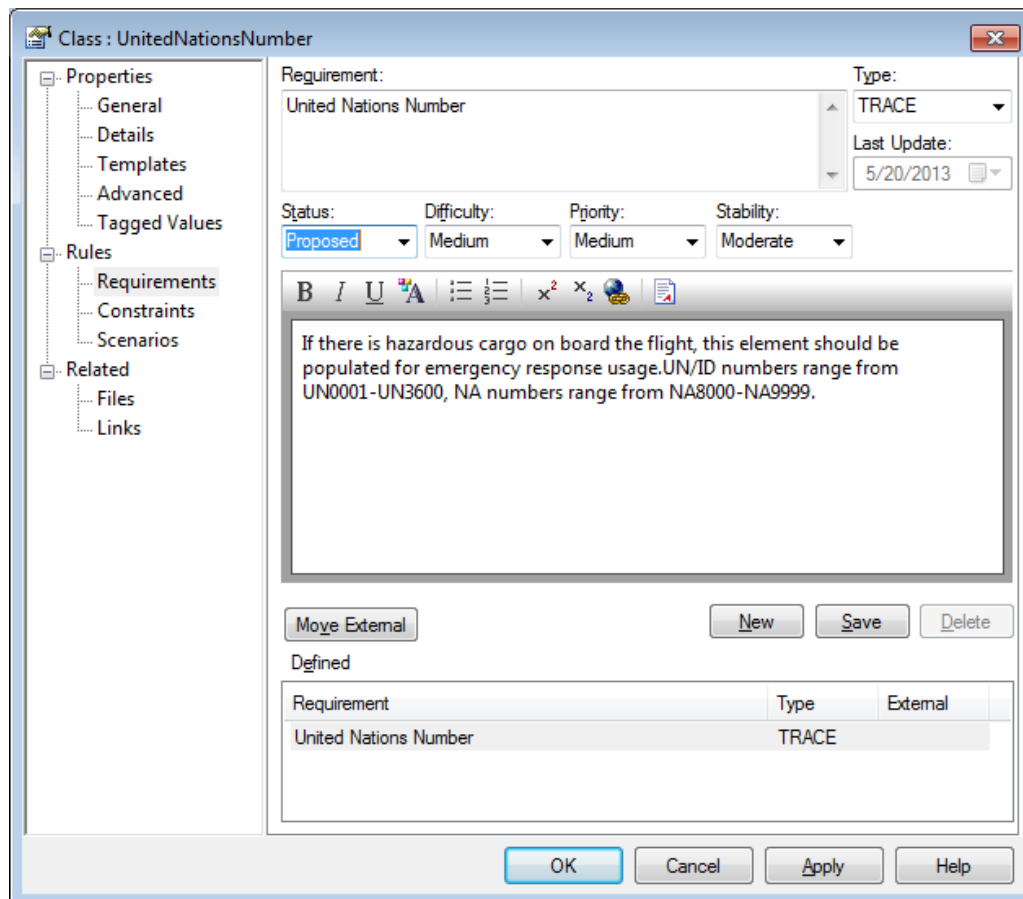 Class : UnitedNationsNumber
Properties
General
Details
Templates
Advanced
Tagged Values
Rules
Requirements
Constraints
Scenarios
Related
Files
Links
Requirement:
Type:
United Nations Number
TRACE
Last Update:
5/20/2013
Status:
Difficulty:
Priority:
Stability:
Proposed
Medium
Medium
Moderate
B I U A x² x₂
If there is hazardous cargo on board the flight, this element should be
populated for emergency response usage.UN/ID numbers range from
UN0001-UN3600, NA numbers range from NA8000-NA9999.
Move External
New
Save
Delete
Defined
Requirement
Type
External
United Nations Number
TRACE
OK
Cancel
Apply
Help